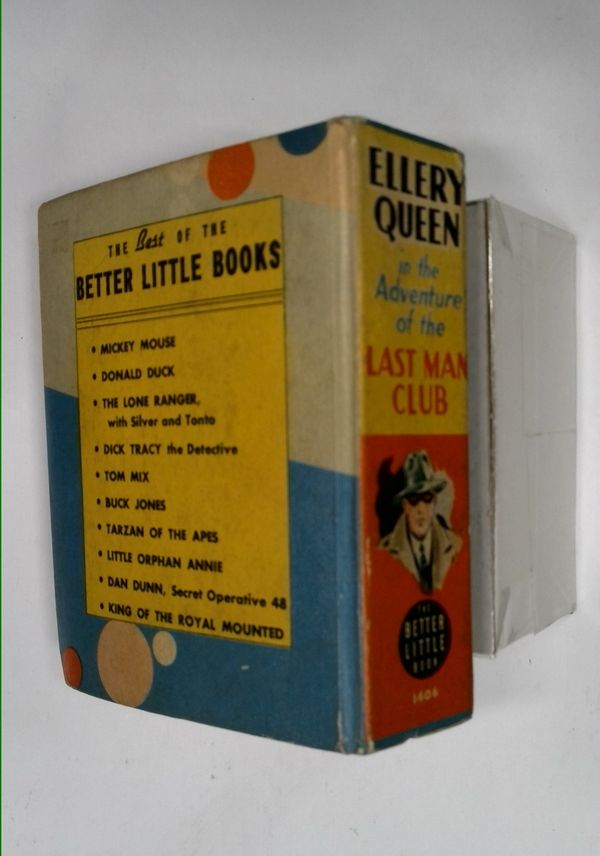 THE Best OF THE
BETTER LITTLE BOOKS
• MICKEY MOUSE
• DONALD DUCK
• THE LONE RANGER,
with Silver and Tonto
• DICK TRACY the Detective
• TOM MIX
• BUCK JONES
• TARZAN OF THE APES
• LITTLE ORPHAN ANNIE
• DAN DUNN, Secret Operative 48
• KING OF THE ROYAL MOUNTED
ELLERY
QUEEN
in the
Adventure
of the
LAST MAN
CLUB
THE
BETTER
LITTLE
BOOK
1406